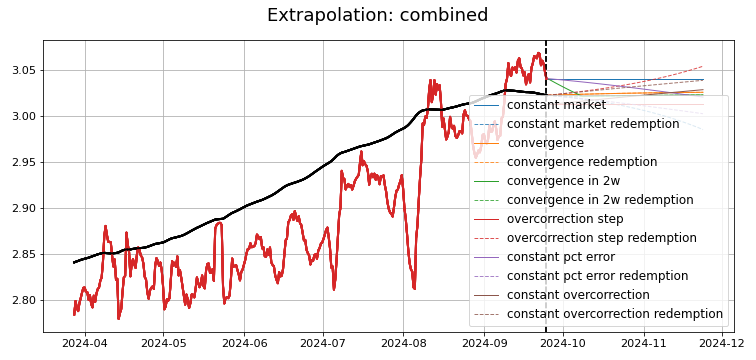 Extrapolation: combined
3.05
3.00
2.95
2.90
2.85
2.80
constant market
constant market redemption
convergence
convergence redemption
convergence in 2w
convergence in 2w redemption
overcorrection step
overcorrection step redemption
constant pct error
constant pct error redemption
constant overcorrection
constant overcorrection redemption
2024-04 2024-05 2024-06 2024-07 2024-08 2024-09 2024-10 2024-11 2024-12